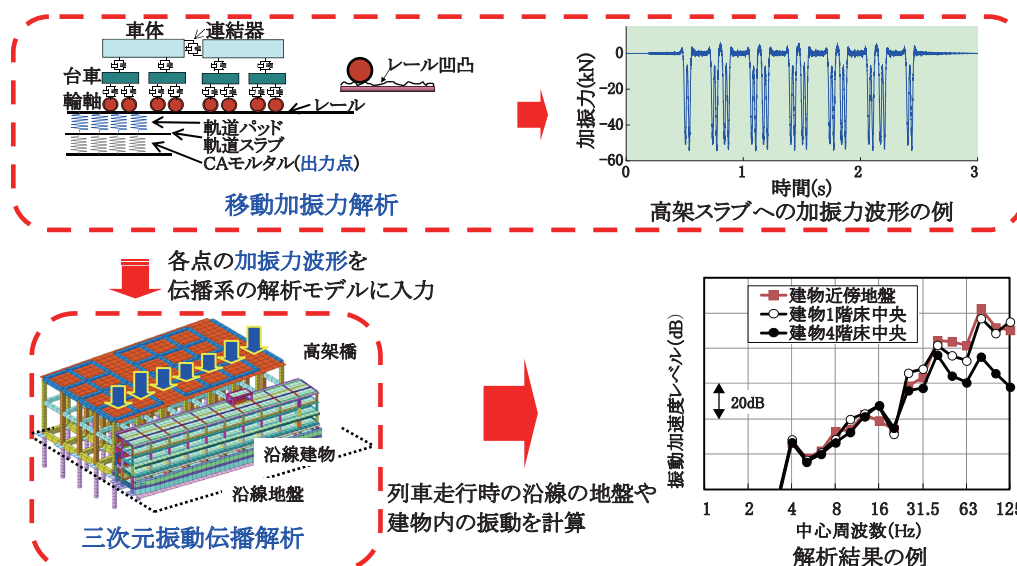 車体
連結器
台車
輪軸
レール
レール凹凸
軌道パッド
軌道スラブ
CAモルタル(出力点)
移動加振力解析
加振力(kN)
0
−20
−40
−60
0
1
2
3
時間(s)
高架スラブへの加振力波形の例
各点の加振力波形を
伝播系の解析モデルに入力
高架橋
沿線建物
沿線地盤
三次元振動伝播解析
列車走行時の沿線の地盤や
建物内の振動を計算
建物近傍地盤
建物1階床中央
建物4階床中央
振動加速度レベル(dB)
20dB
1
2
4
8
16
31.5
63
125
中心周波数(Hz)
解析結果の例